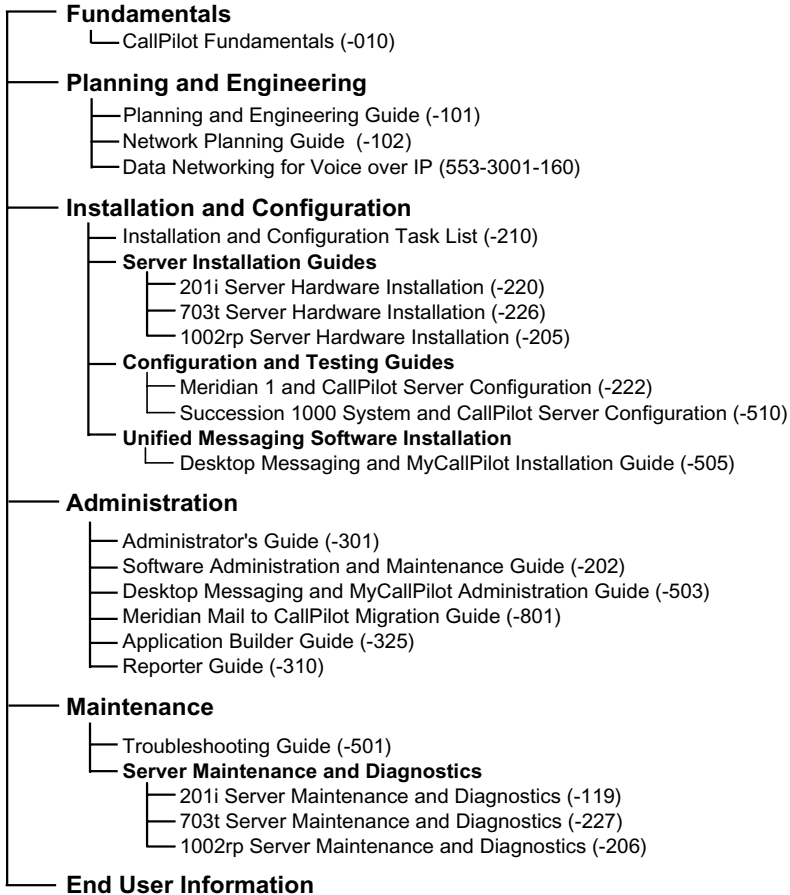 Fundamentals
CallPilot Fundamentals (-010)
Planning and Engineering
Planning and Engineering Guide (-101)
Network Planning Guide (-102)
Data Networking for Voice over IP (553-3001-160)
Installation and Configuration
Installation and Configuration Task List (-210)
Server Installation Guides
201i Server Hardware Installation (-220)
703t Server Hardware Installation (-226)
1002rp Server Hardware Installation (-205)
Configuration and Testing Guides
Meridian 1 and CallPilot Server Configuration (-222)
Succession 1000 System and CallPilot Server Configuration (-510)
Unified Messaging Software Installation
Desktop Messaging and MyCallPilot Installation Guide (-505)
Administration
Administrator's Guide (-301)
Software Administration and Maintenance Guide (-202)
Desktop Messaging and MyCallPilot Administration Guide (-503)
Meridian Mail to CallPilot Migration Guide (-801)
Application Builder Guide (-325)
Reporter Guide (-310)
Maintenance
Troubleshooting Guide (-501)
Server Maintenance and Diagnostics
201i Server Maintenance and Diagnostics (-119)
703t Server Maintenance and Diagnostics (-227)
1002rp Server Maintenance and Diagnostics (-206)
End User Information